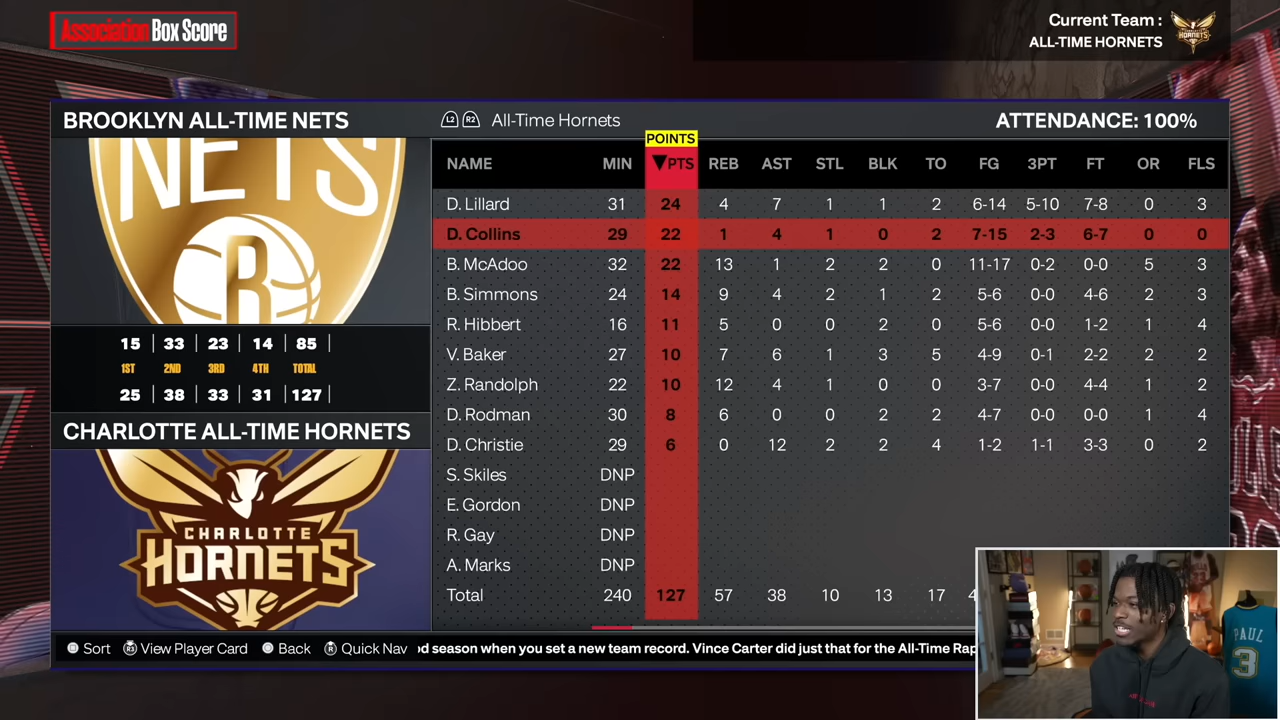 Association Box Score
Current Team :
ALL-TIME HORNETS
BROOKLYN ALL-TIME NETS
NETS
B
15 33 23 14 85
1ST 2ND 3RD 4TH TOTAL
25 38 33 31 127
CHARLOTTE ALL-TIME HORNETS
CHARLOTTE
HORNETS
L2 R2 All-Time Hornets
ATTENDANCE: 100%
POINTS
NAME MIN ▼PTS REB AST STL BLK TO FG 3PT FT OR FLS
D. Lillard 31 24 4 7 1 1 2 6-14 5-10 7-8 0 3
D. Collins 29 22 1 4 1 0 2 7-15 2-3 6-7 0 0
B. McAdoo 32 22 13 1 2 2 0 11-17 0-2 0-0 5 3
B. Simmons 24 14 9 4 2 1 2 5-6 0-0 4-6 2 3
R. Hibbert 16 11 5 0 0 2 0 5-6 0-0 1-2 1 4
V. Baker 27 10 7 6 1 3 5 4-9 0-1 2-2 2 2
Z. Randolph 22 10 12 4 1 0 0 3-7 0-0 4-4 1 2
D. Rodman 30 8 6 0 0 2 2 4-7 0-0 0-0 1 4
D. Christie 29 6 0 12 2 2 4 1-2 1-1 3-3 0 2
S. Skiles DNP
E. Gordon DNP
R. Gay DNP
A. Marks DNP
Total 240 127 57 38 10 13 17 4
Sort R3 View Player Card Back R Quick Nav
od season when you set a new team record. Vince Carter did just that for the All-Time Rap
PAUL
3